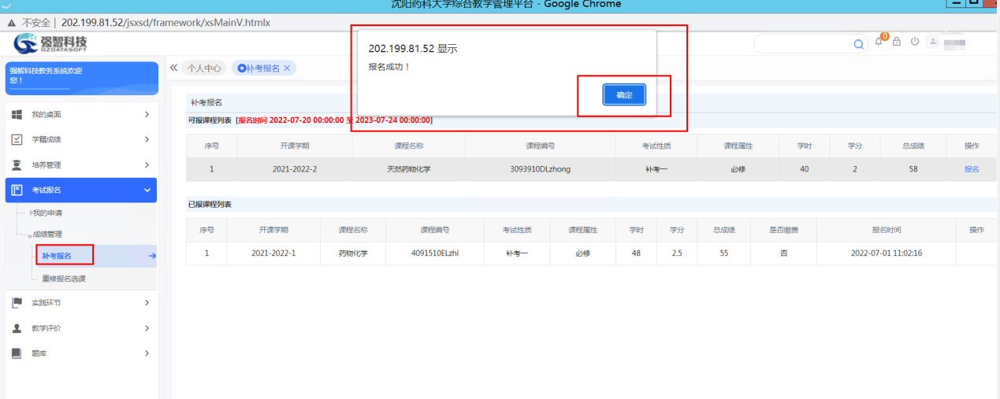 沈阳药科大学综合教学管理平台 - Google Chrome
不安全 | 202.199.81.52/jsxsd/framework/xsMainV.htmlx
强智科技
QZDATASOFT
0
强智科技教务系统欢迎
您！
个人中心
补考报名
202.199.81.52 显示
报名成功！
确定
我的桌面
学籍成绩
培养管理
考试报名
我的申请
成绩管理
补考报名
重修报名选课
实践环节
教学评价
题库
补考报名
可报课程列表 [报名时间 2022-07-20 00:00:00 至 2023-07-24 00:00:00]
序号 开课学期 课程名称 课程编号 考试性质 课程属性 学时 学分 总成绩 操作
1 2021-2022-2 天然药物化学 3093910DLzhong 补考一 必修 40 2 58 报名
已报课程列表
序号 开课学期 课程名称 课程编号 考试性质 课程属性 学时 学分 总成绩 是否缴费 报名时间 操作
1 2021-2022-1 药物化学 4091510ELzhi 补考一 必修 48 2.5 55 否 2022-07-01 11:02:16